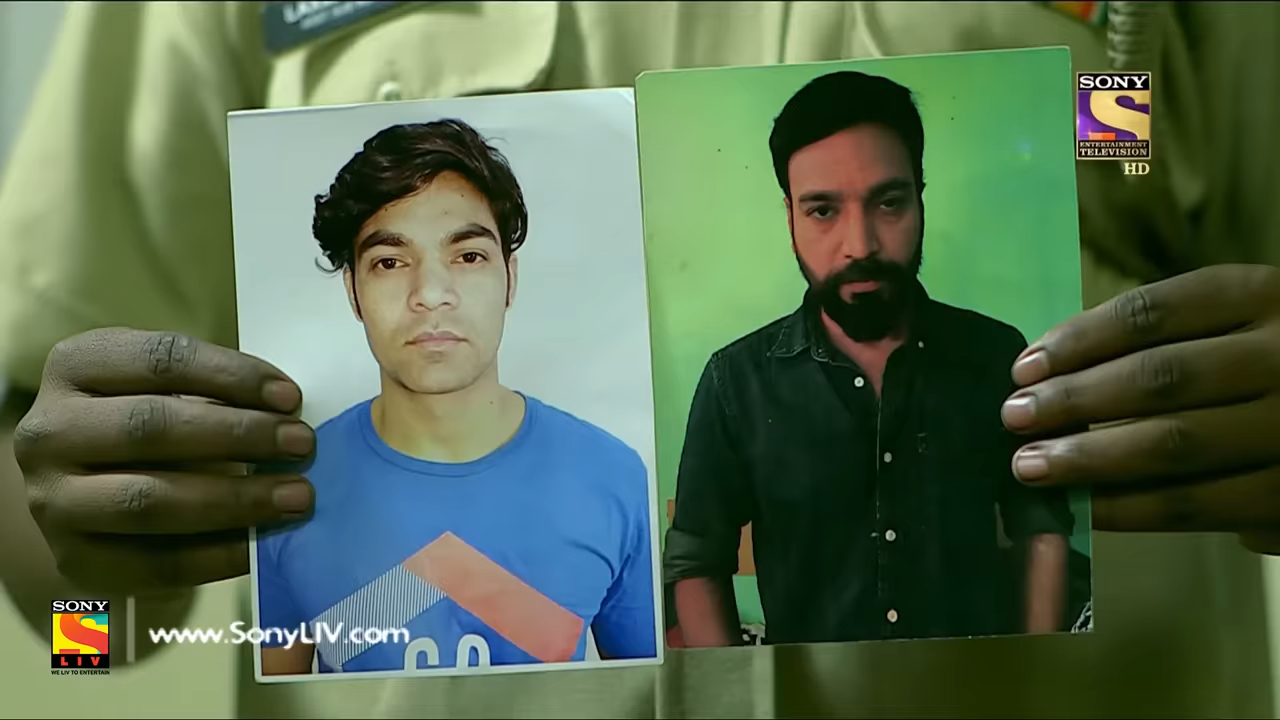 SONY
ENTERTAINMENT
TELEVISION
HD
SONY
LIV
WE LIV TO ENTERTAIN
www.SonyLIV.com